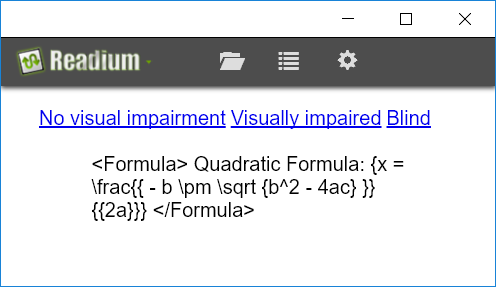 Readium
No visual impairment Visually impaired Blind
<Formula> Quadratic Formula: {x =
\frac{{ - b \pm \sqrt {b^2 - 4ac} }}
{{2a}}} </Formula>